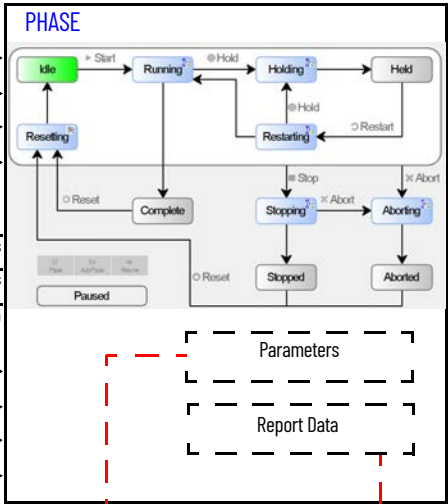 PHASE
Start
Hold
Idle
Running
Holding
Held
Hold
Restart
Resetting
Restarting
Stop
Abort
Reset
Abort
Complete
Stopping
Aborting
Reset
Stopped
Aborted
Paused
Parameters
Report Data